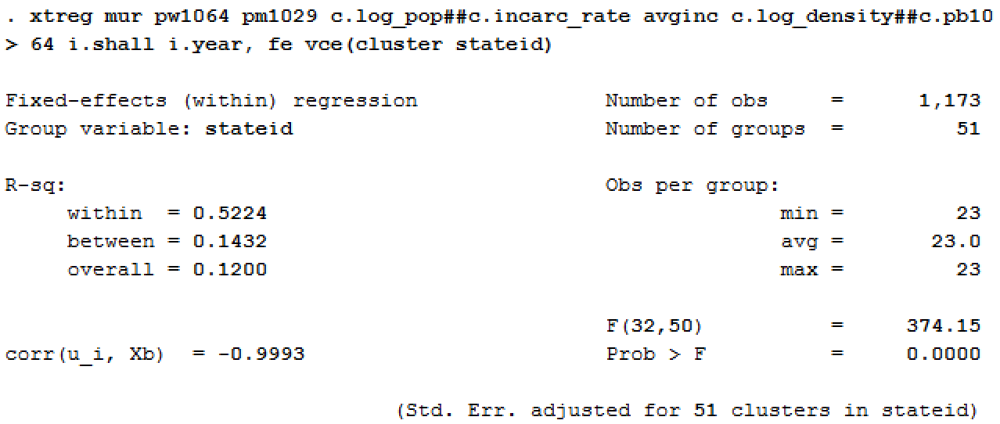 . xtreg mur pw1064 pm1029 c.log_pop##c.incarc_rate avginc c.log_density##c.pb10
> 64 i.shall i.year, fe vce(cluster stateid)
Fixed-effects (within) regression Number of obs = 1,173
Group variable: stateid Number of groups = 51
R-sq: Obs per group:
within = 0.5224 min = 23
between = 0.1432 avg = 23.0
overall = 0.1200 max = 23
F(32,50) = 374.15
corr(u_i, Xb) = -0.9993 Prob > F = 0.0000
(Std. Err. adjusted for 51 clusters in stateid)